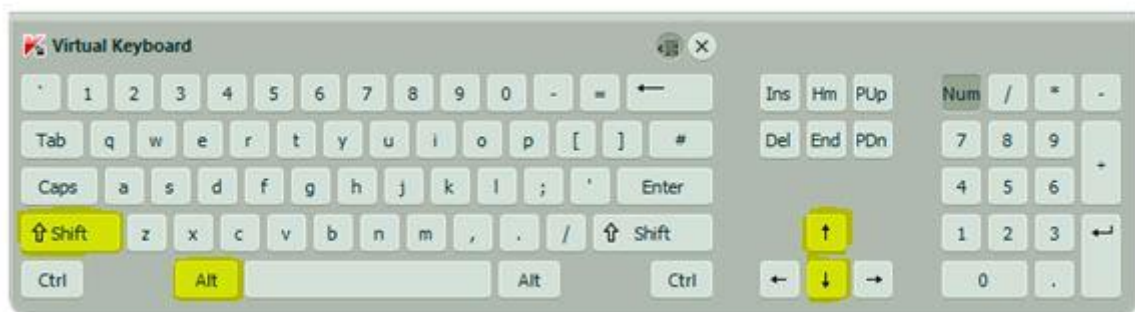 Virtual Keyboard
` 1 2 3 4 5 6 7 8 9 0 - = ← Ins Hm PUp Num / * -
Tab q w e r t y u i o p [ ] # Del End PDn 7 8 9 +
Caps a s d f g h j k l ; ' Enter 4 5 6
⇧ Shift z x c v b n m , . / ⇧ Shift ↑ 1 2 3 ↵
Ctrl Alt Alt Ctrl ← ↓ → 0 .